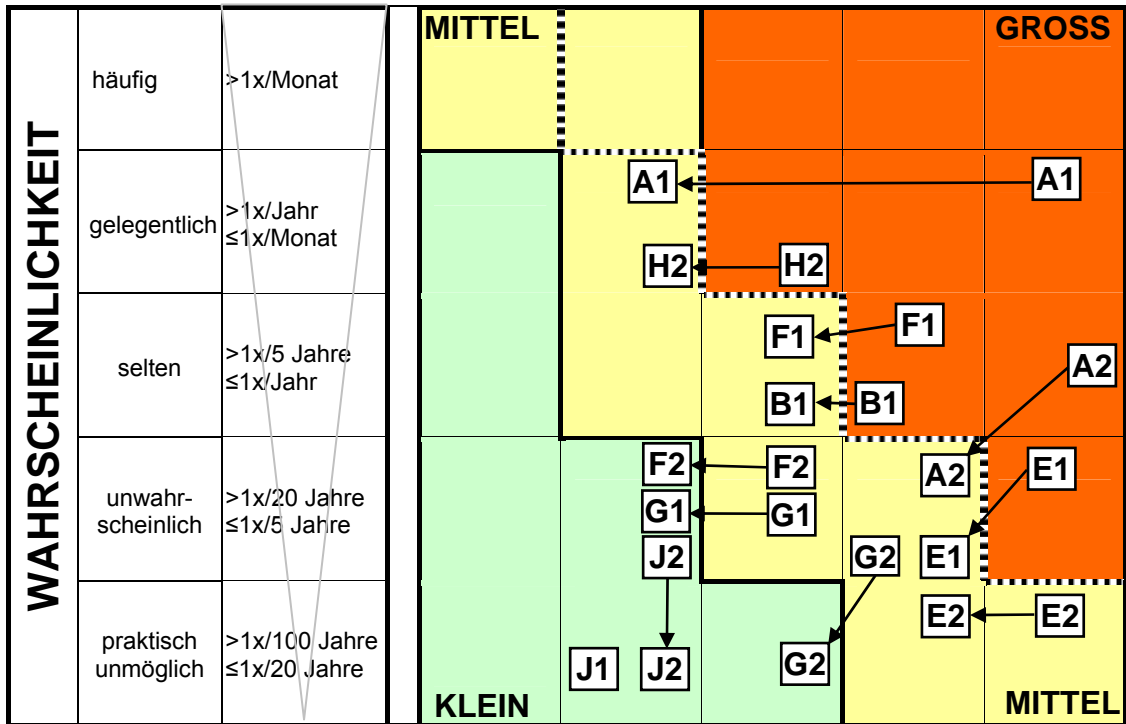 WAHRSCHEINLICHKEIT
häufig
>1x/Monat
MITTEL
GROSS
gelegentlich
>1x/Jahr
≤1x/Monat
A1
A1
H2
H2
selten
>1x/5 Jahre
≤1x/Jahr
F1
F1
A2
B1
B1
unwahr-
scheinlich
>1x/20 Jahre
≤1x/5 Jahre
F2
F2
A2
E1
G1
G1
J2
G2
E1
praktisch
unmöglich
>1x/100 Jahre
≤1x/20 Jahre
E2
E2
J1
J2
G2
KLEIN
MITTEL